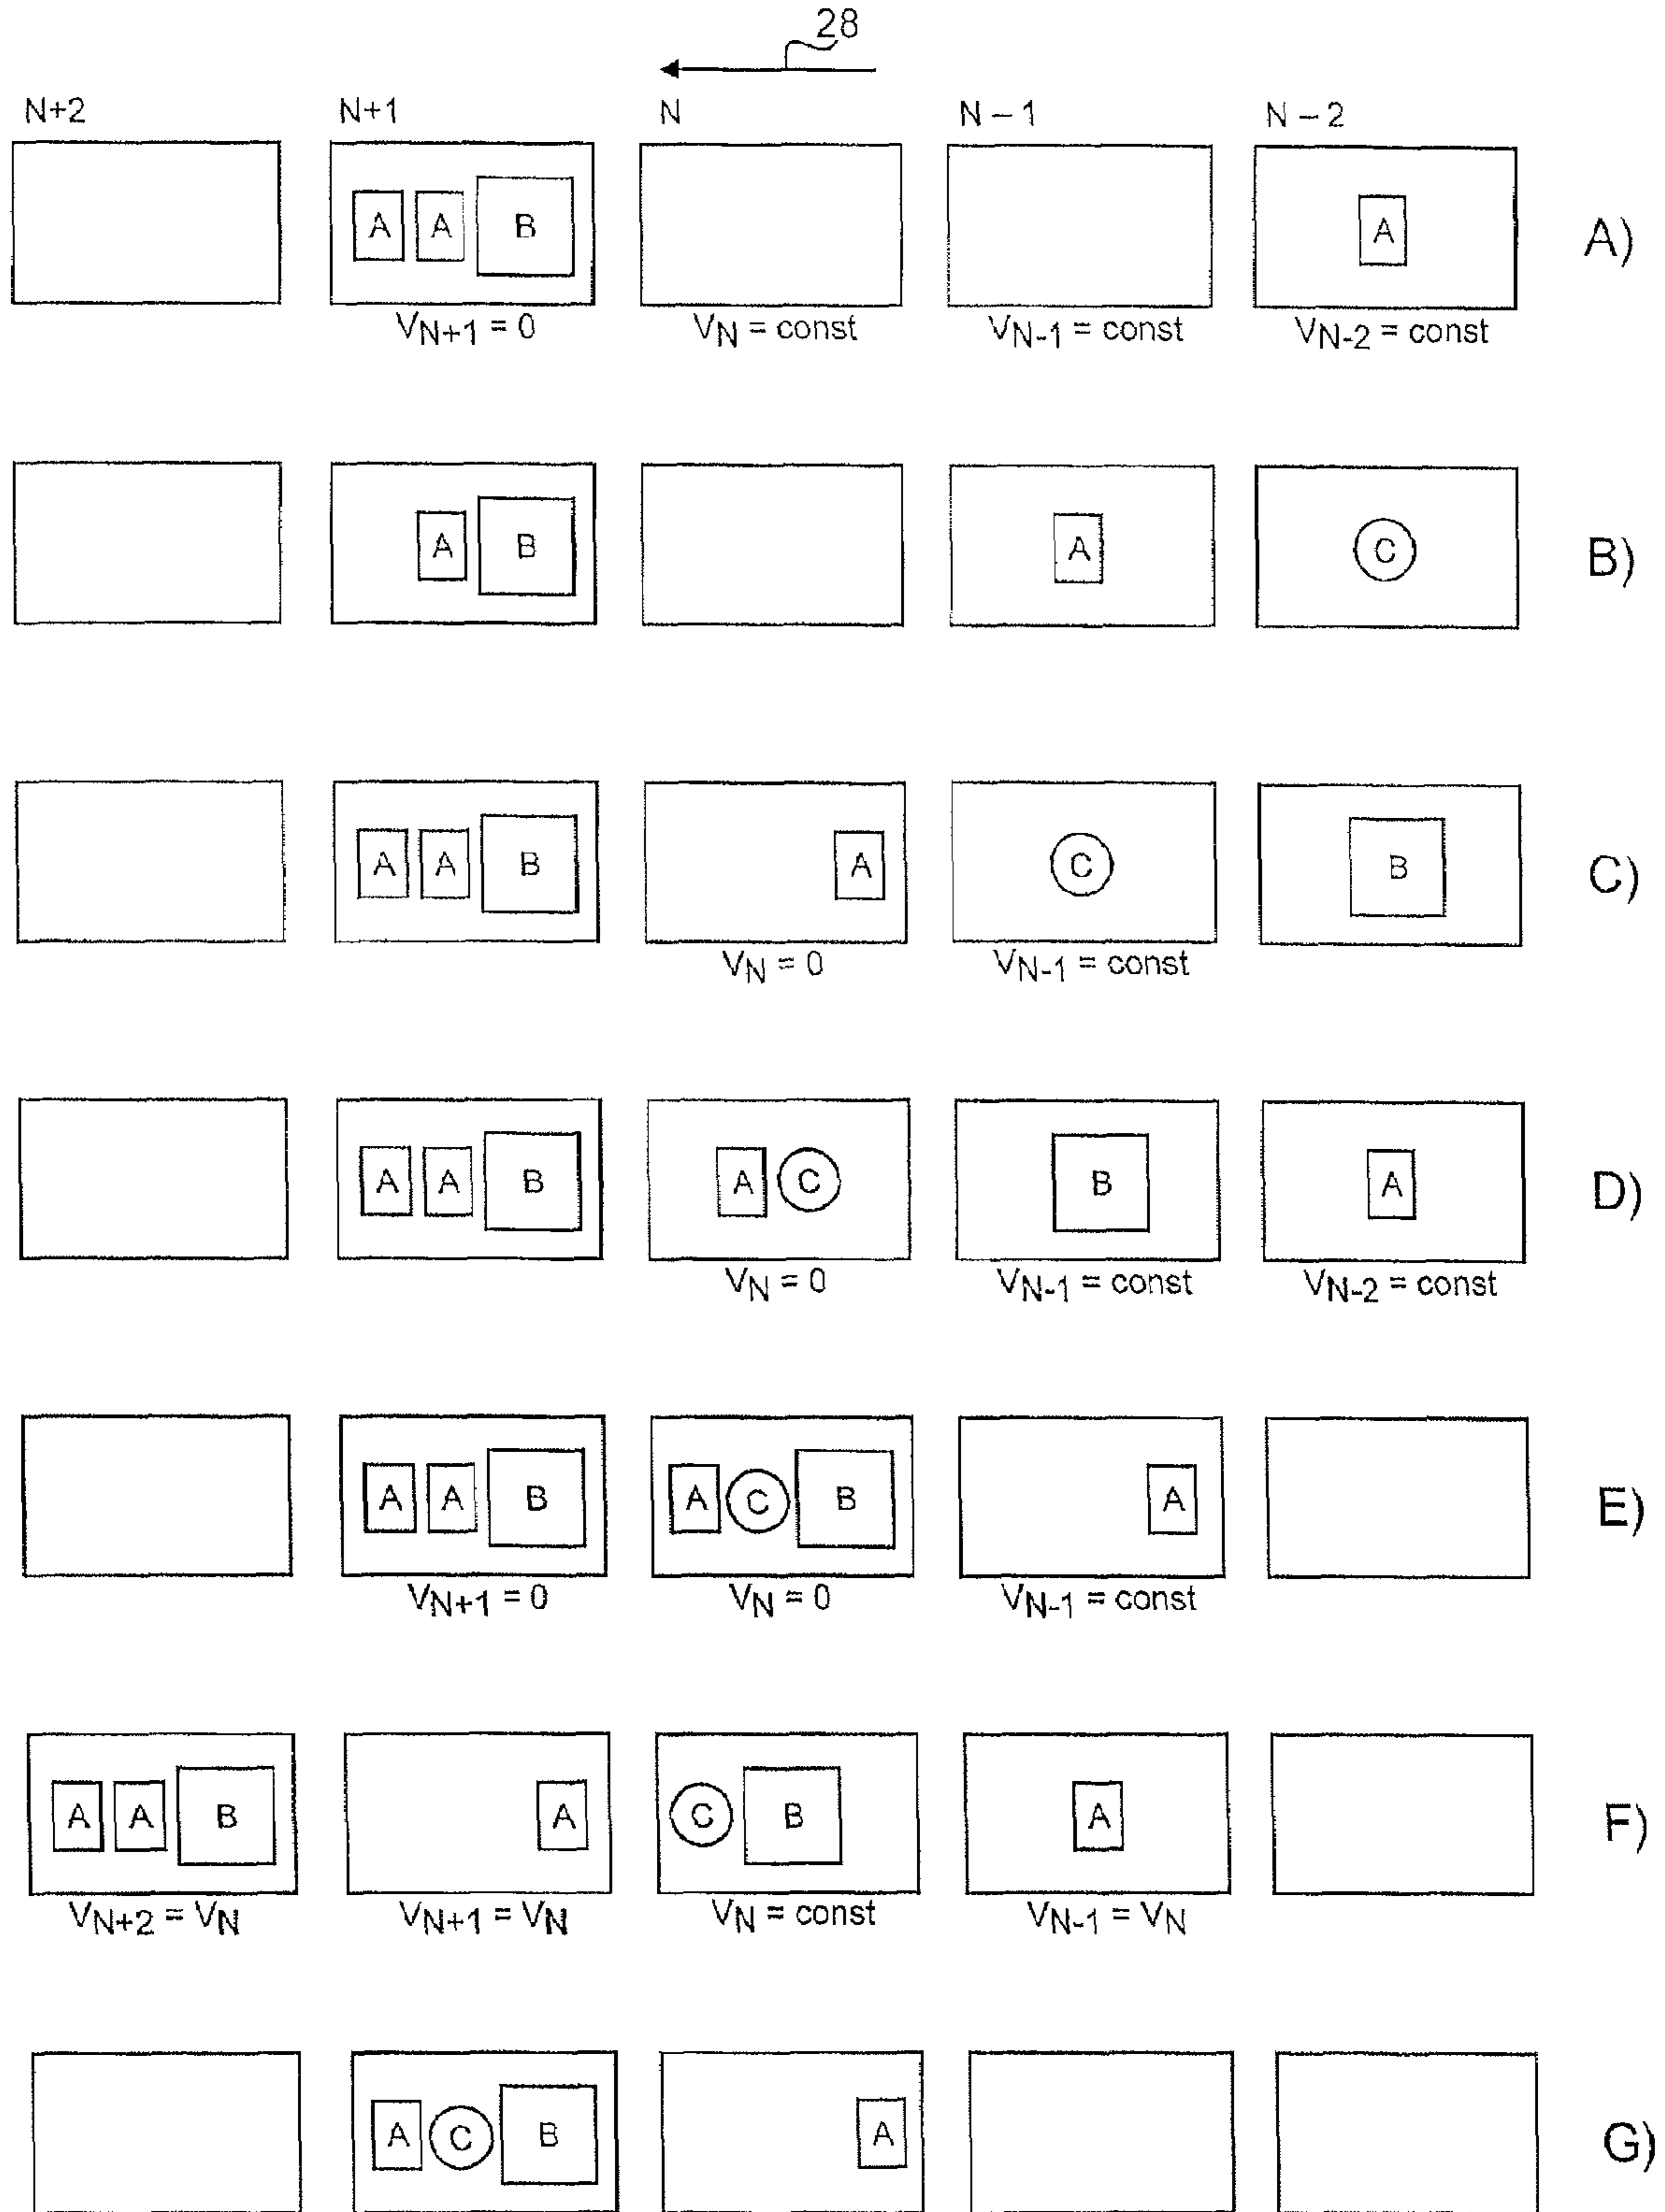 28
N+2 N+1 N N – 1 N – 2
A A B A A)
VN+1 = 0 VN = const VN-1 = const VN-2 = const
A B A C B)
A A B A C B C)
VN = 0 VN-1 = const
A A B A C B A D)
VN = 0 VN-1 = const VN-2 = const
A A B A C B A E)
VN+1 = 0 VN = 0 VN-1 = const
A A B A C B A F)
VN+2 = VN VN+1 = VN VN = const VN-1 = VN
A C B A G)